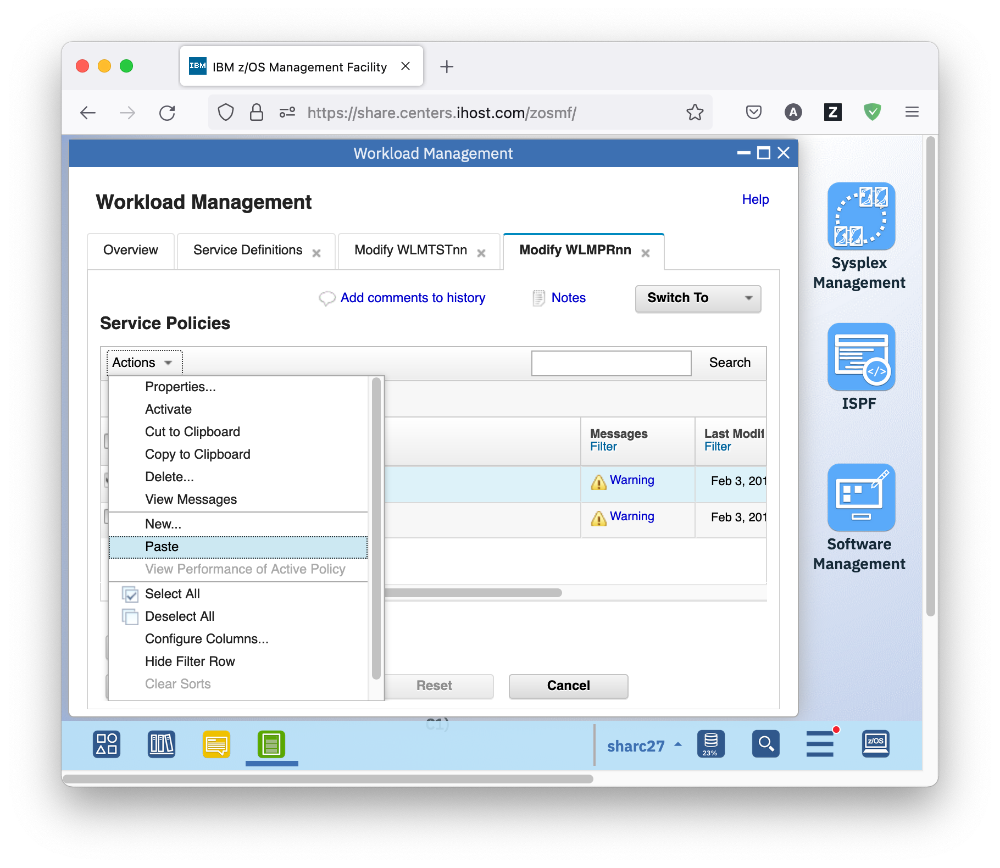 IBM
IBM z/OS Management Facility
https://share.centers.ihost.com/zosmf/
A
Z
Workload Management
Workload Management
Help
Overview
Service Definitions
Modify WLMTSTnn
Modify WLMPRnn
Add comments to history
Notes
Switch To
Service Policies
Actions
Search
Properties...
Activate
Cut to Clipboard
Copy to Clipboard
Delete...
View Messages
New...
Paste
View Performance of Active Policy
Select All
Deselect All
Configure Columns...
Hide Filter Row
Clear Sorts
Messages
Filter
Last Modif
Filter
Warning
Feb 3, 201
Warning
Feb 3, 201
Reset
Cancel
Sysplex
Management
</>
ISPF
Software
Management
C1)
sharc27
23%
z/OS